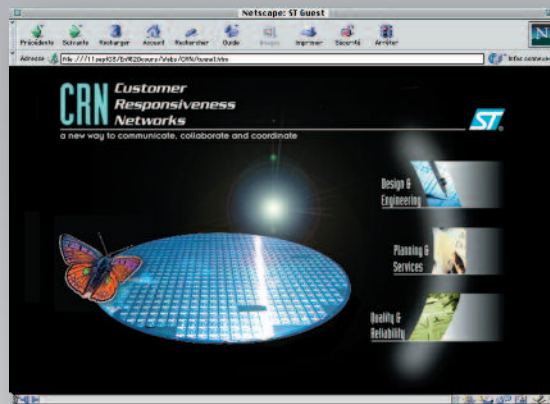 Netscape: ST Guest
Précédente Suivante Recharger Accueil Rechercher Guide Images Imprimer Sécurité Arrêter
N
Adresse
CRN Customer
Responsiveness
Networks
a new way to communicate, collaborate and coordinate
ST
Design &
Engineering
Planning &
Services
Quality &
Reliability